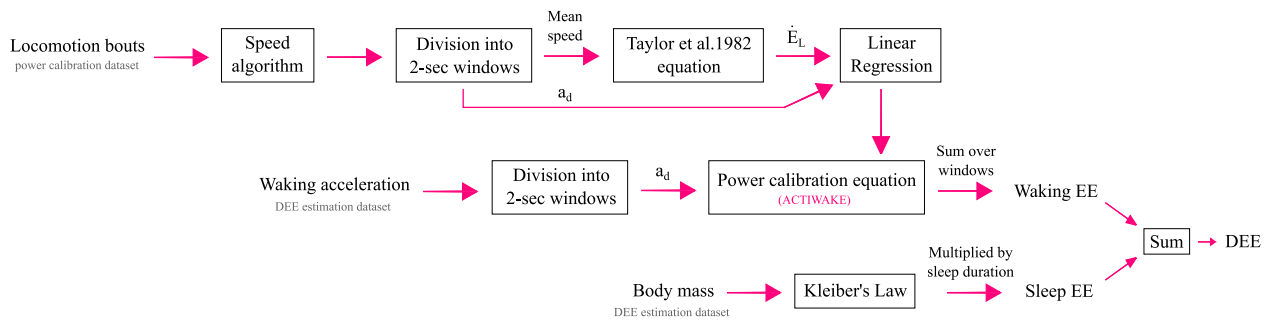 Locomotion bouts
power calibration dataset
Speed
algorithm
Division into
2-sec windows
Mean
speed
Taylor et al.1982
equation
Ė_L
Linear
Regression
a_d
Waking acceleration
DEE estimation dataset
Division into
2-sec windows
a_d
Power calibration equation
(ACTIWAKE)
Sum over
windows
Waking EE
Body mass
DEE estimation dataset
Kleiber's Law
Multiplied by
sleep duration
Sleep EE
Sum
DEE